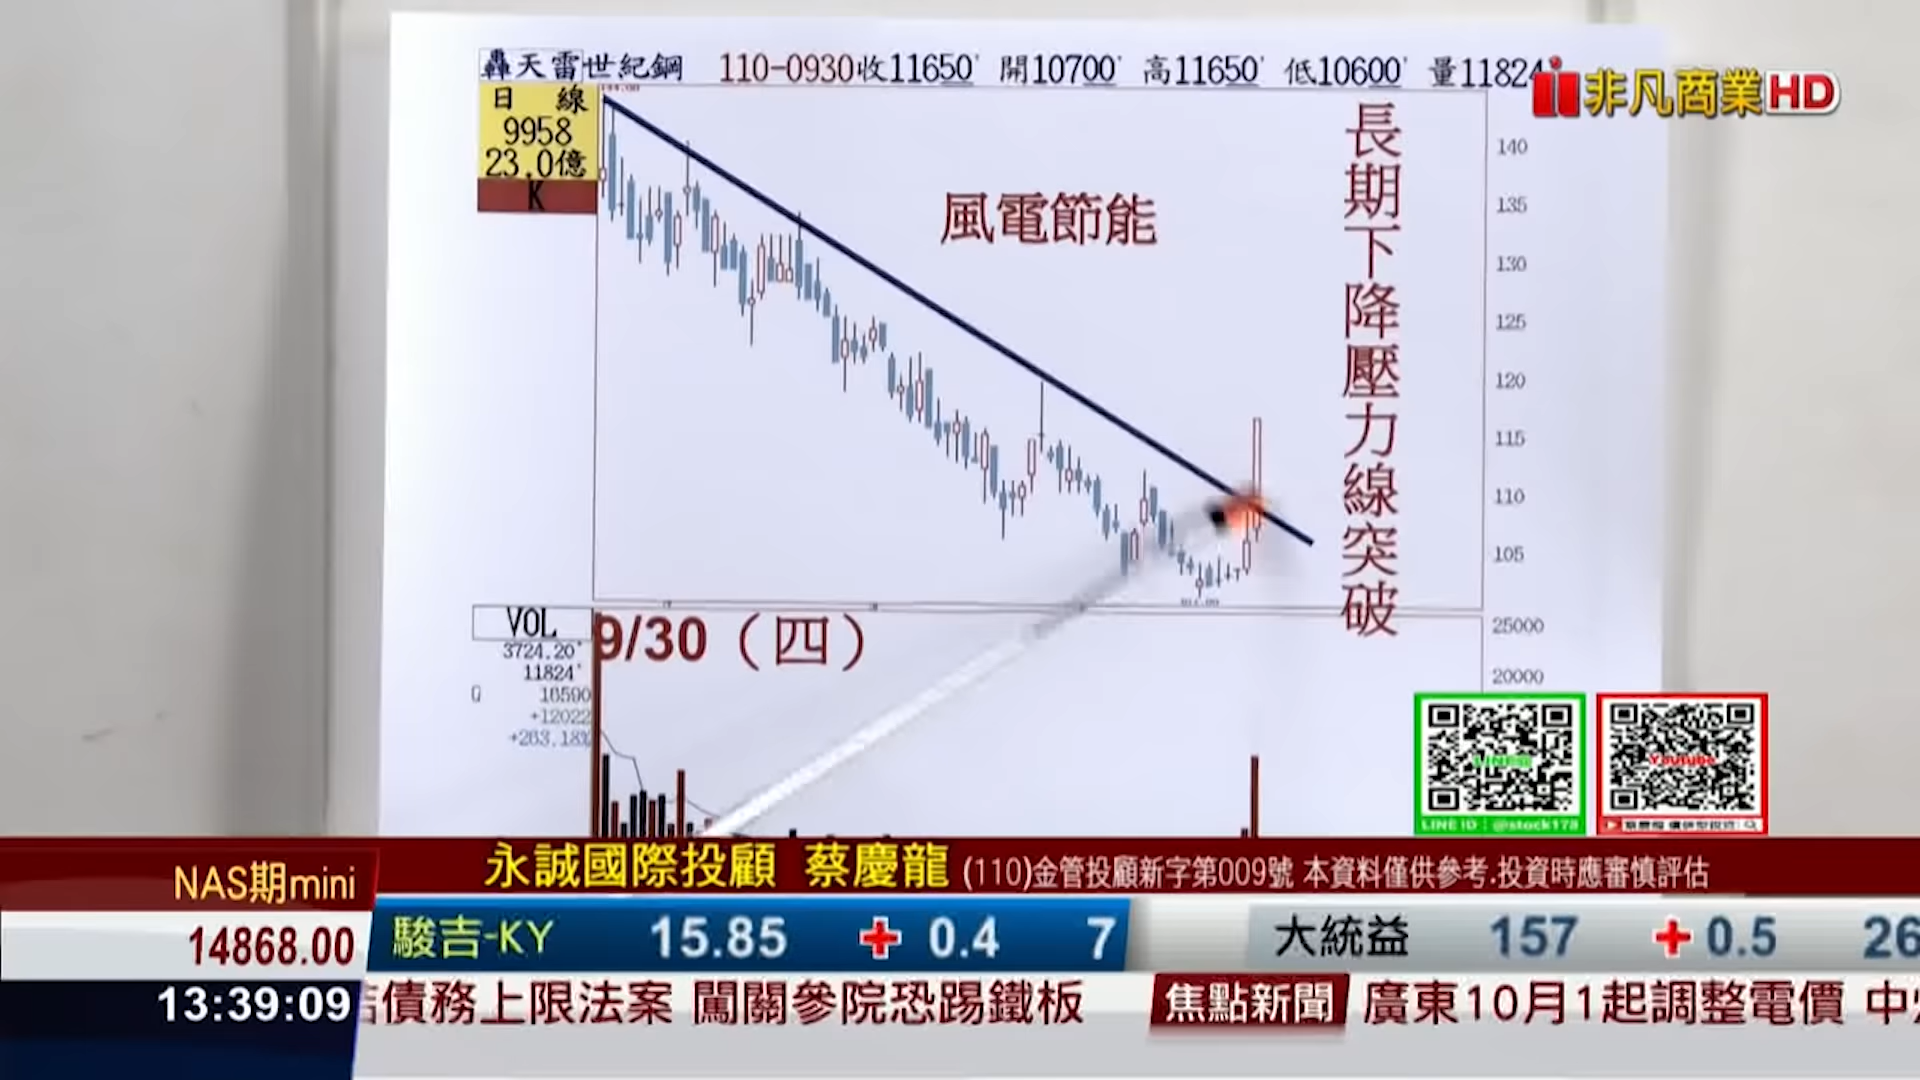 轟天雷世紀鋼 110-0930收11650' 開10700' 高11650' 低10600' 量11824'
非凡商業HD
日線
9958
23.0億
K
風電節能
長期下降壓力線突破
140
135
130
125
120
115
110
105
VOL
3724.20'
11824'
Q 16590
+12022
9/30(四)
25000
20000
LINE ID:@stock178
Youtube
永誠國際投顧 蔡慶龍 (110)金管投顧新字第009號 本資料僅供參考.投資時應審慎評估
NAS期mini
14868.00
駿吉-KY 15.85 + 0.4 7
大統益 157 + 0.5 26
13:39:09
債務上限法案 闖關參院恐踢鐵板
焦點新聞 廣東10月1起調整電價 中